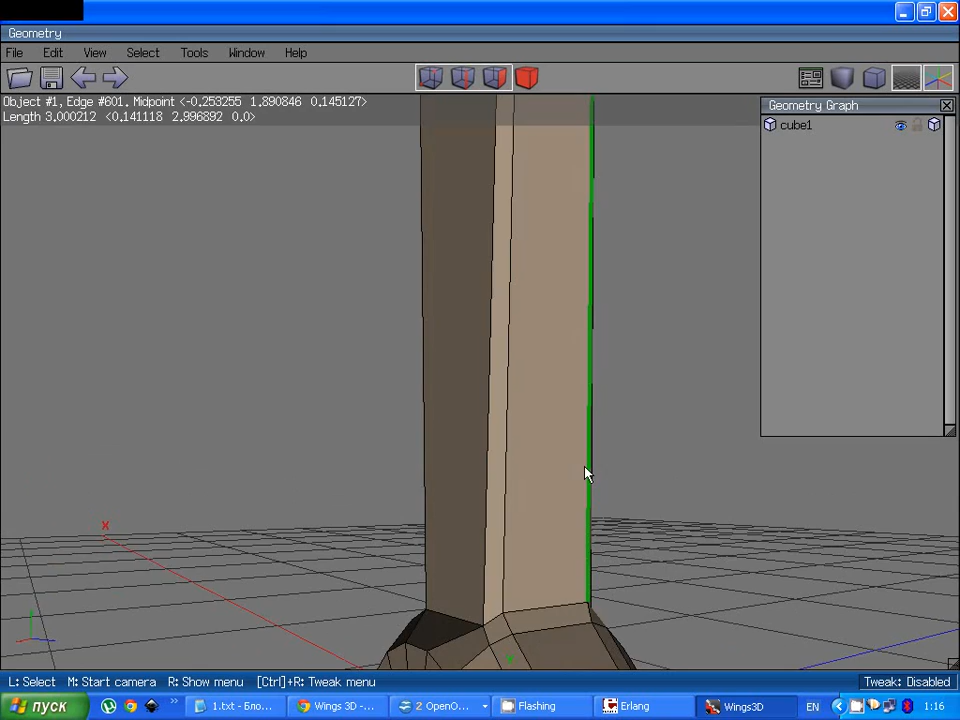 Geometry
File Edit View Select Tools Window Help
Object #1, Edge #601. Midpoint <-0.253255 1.890846 0.145127>
Length 3.000212 <0.141118 2.996892 0.0>
Geometry Graph
cube1
X
L: Select M: Start camera R: Show menu [Ctrl]+R: Tweak menu
Tweak: Disabled
пуск
1.txt - Бло...
Wings 3D -...
2 OpenO...
Flashing
Erlang
Wings3D
EN
1:16